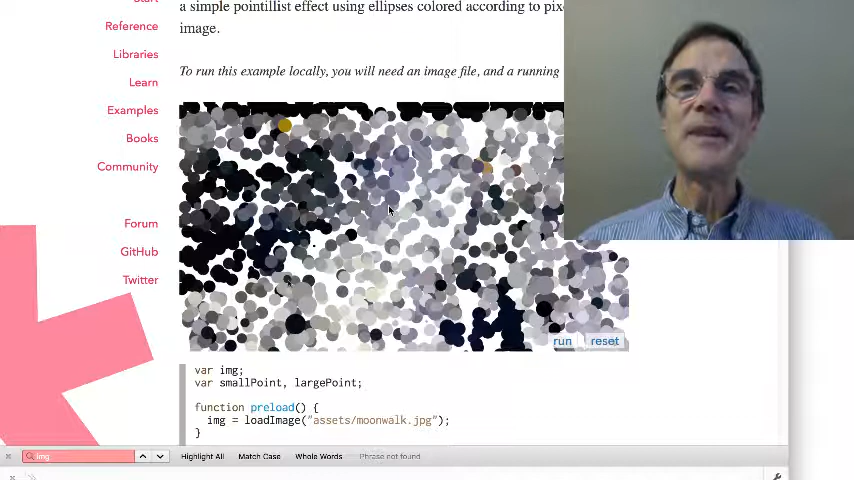 Start
a simple pointillist effect using ellipses colored according to
image.
Reference
Libraries
To run this example locally, you will need an image file, and a running
Learn
Examples
Books
Community
Forum
GitHub
Twitter
run reset
var img;
var smallPoint, largePoint;
function preload() {
img = loadImage("assets/moonwalk.jpg");
}
img
Highlight All Match Case Whole Words Phrase not found